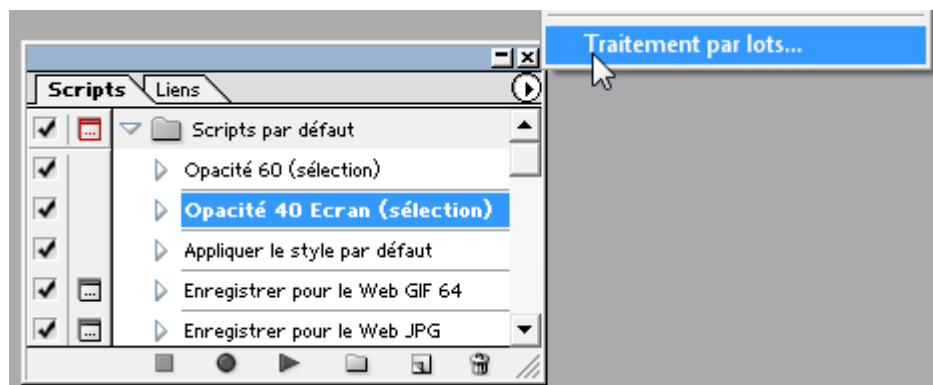 Traitement par lots...
Scripts Liens
Scripts par défaut
Opacité 60 (sélection)
Opacité 40 Ecran (sélection)
Appliquer le style par défaut
Enregistrer pour le Web GIF 64
Enregistrer pour le Web JPG